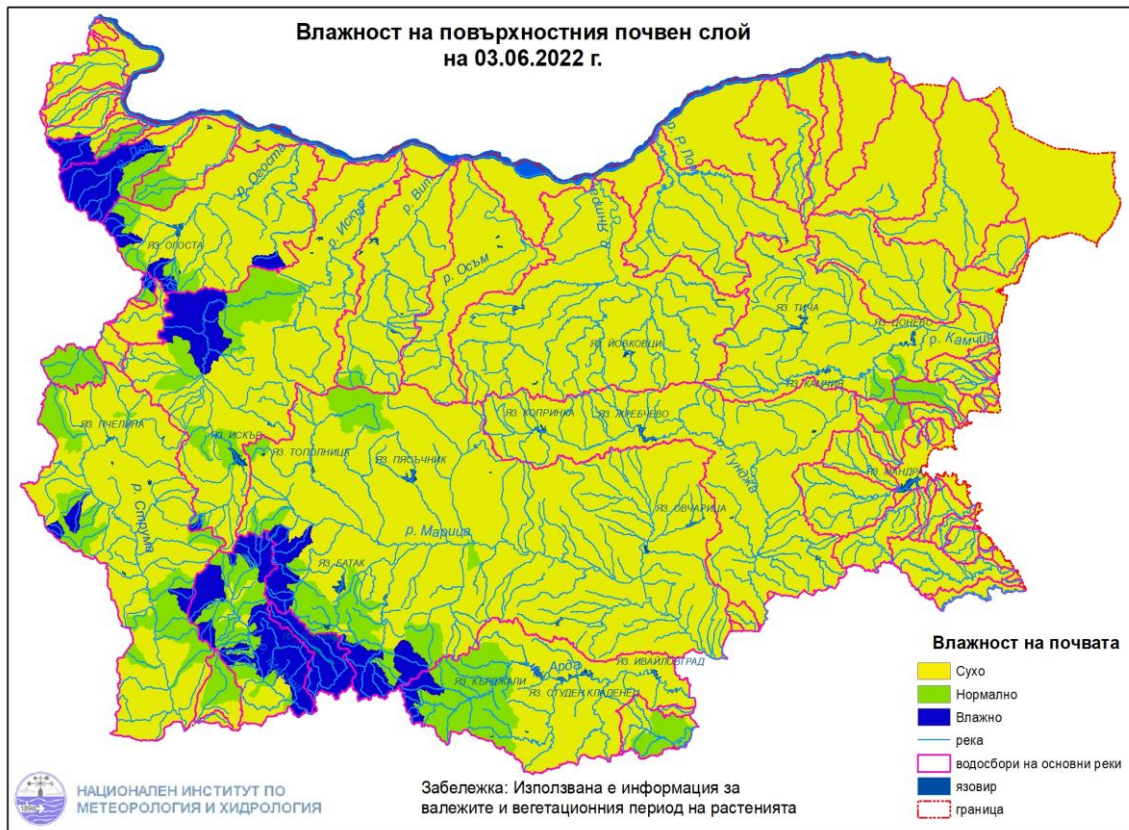 Влажност на повърхностния почвен слой
на 03.06.2022 г.
р. Лом
р. Огоста
р. Искър
р. Вит
р. Осъм
р. Янтра
р. Р.Лом
ЯЗ. ОГОСТА
ЯЗ. ТИЧА
ЯЗ. ЦОНЕВО
р. Камчия
ЯЗ. ЙОВКОВЦИ
ЯЗ. КАМЧИЯ
ЯЗ. КОПРИНКА
ЯЗ. ЖРЕБЧЕВО
ЯЗ. ПЧЕЛИНА
ЯЗ. ИСКЪР
ЯЗ. ТОПОЛНИЦА
ЯЗ. ПЯСЪЧНИК
р. Тунджа
ЯЗ. МАНДРА
р. Струма
р. Марица
ЯЗ. ОВЧАРИЦА
ЯЗ. БАТАК
Арда
ЯЗ. ИВАЙЛОВГРАД
ЯЗ. КЪРДЖАЛИ
ЯЗ. СТУДЕН КЛАДЕНЕЦ
Влажност на почвата
Сухо
Нормално
Влажно
река
водосбори на основни реки
язовир
граница
1890
НАЦИОНАЛЕН ИНСТИТУТ ПО
МЕТЕОРОЛОГИЯ И ХИДРОЛОГИЯ
Забележка: Използвана е информация за
валежите и вегетационния период на растенията